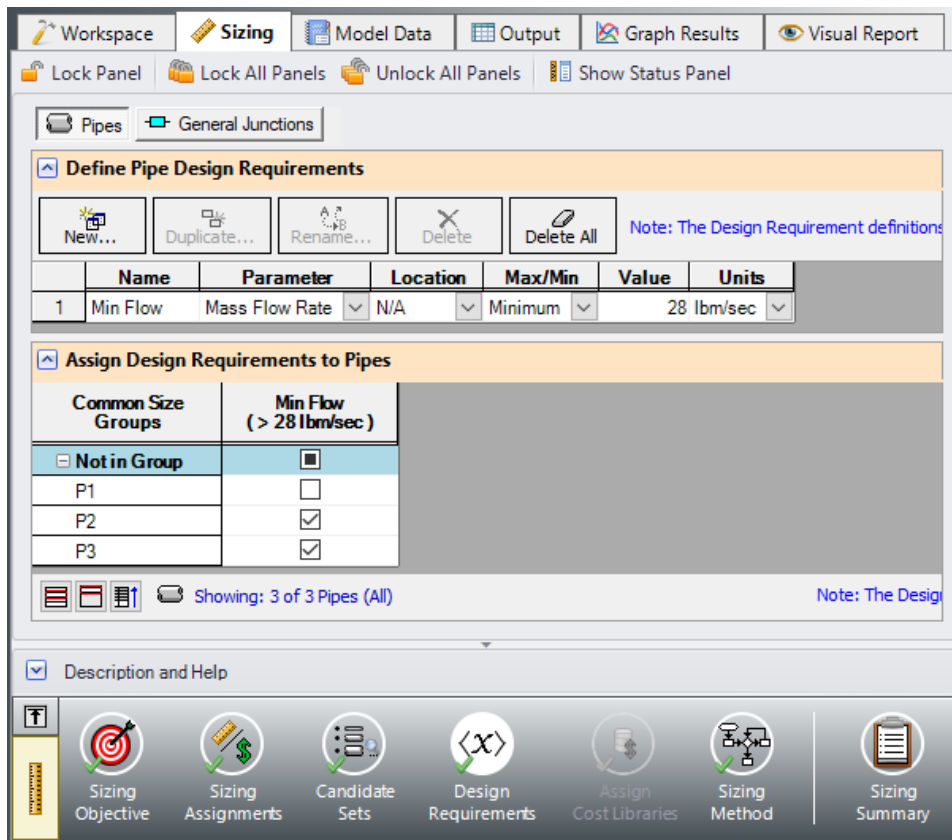 Workspace Sizing Model Data Output Graph Results Visual Report
Lock Panel Lock All Panels Unlock All Panels Show Status Panel
Pipes General Junctions
Define Pipe Design Requirements
New... Duplicate... Rename... Delete Delete All Note: The Design Requirement definitions
Name Parameter Location Max/Min Value Units
1 Min Flow Mass Flow Rate N/A Minimum 28 lbm/sec
Assign Design Requirements to Pipes
Common Size Min Flow
Groups ( > 28 lbm/sec )
Not in Group
P1
P2
P3
Showing: 3 of 3 Pipes (All) Note: The Desig
Description and Help
Sizing Sizing Candidate Design Assign Sizing Sizing
Objective Assignments Sets Requirements Cost Libraries Method Summary